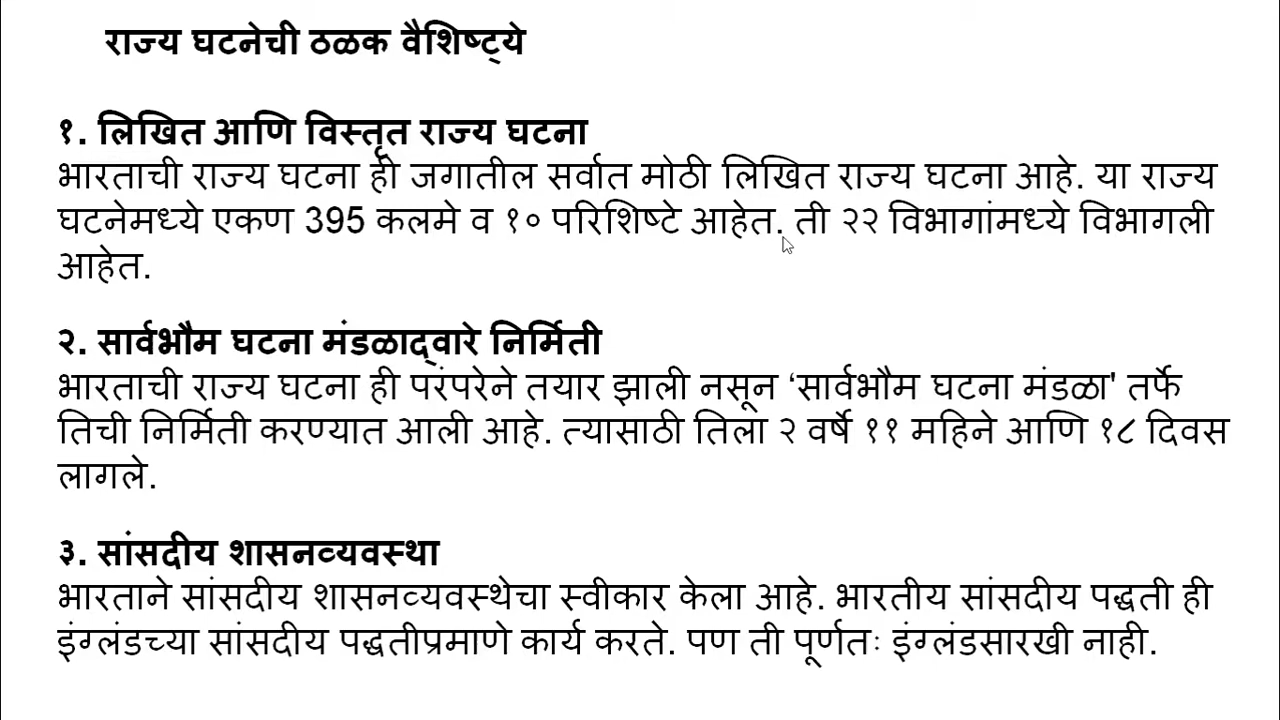 राज्य घटनेची ठळक वैशिष्ट्ये
१. लिखित आणि विस्तृत राज्य घटना
भारताची राज्य घटना ही जगातील सर्वात मोठी लिखित राज्य घटना आहे. या राज्य
घटनेमध्ये एकण 395 कलमे व १० परिशिष्टे आहेत. ती २२ विभागांमध्ये विभागली
आहेत.
२. सार्वभौम घटना मंडळाद्वारे निर्मिती
भारताची राज्य घटना ही परंपरेने तयार झाली नसून ‘सार्वभौम घटना मंडळा' तर्फे
तिची निर्मिती करण्यात आली आहे. त्यासाठी तिला २ वर्षे ११ महिने आणि १८ दिवस
लागले.
३. सांसदीय शासनव्यवस्था
भारताने सांसदीय शासनव्यवस्थेचा स्वीकार केला आहे. भारतीय सांसदीय पद्धती ही
इंग्लंडच्या सांसदीय पद्धतीप्रमाणे कार्य करते. पण ती पूर्णतः इंग्लंडसारखी नाही.